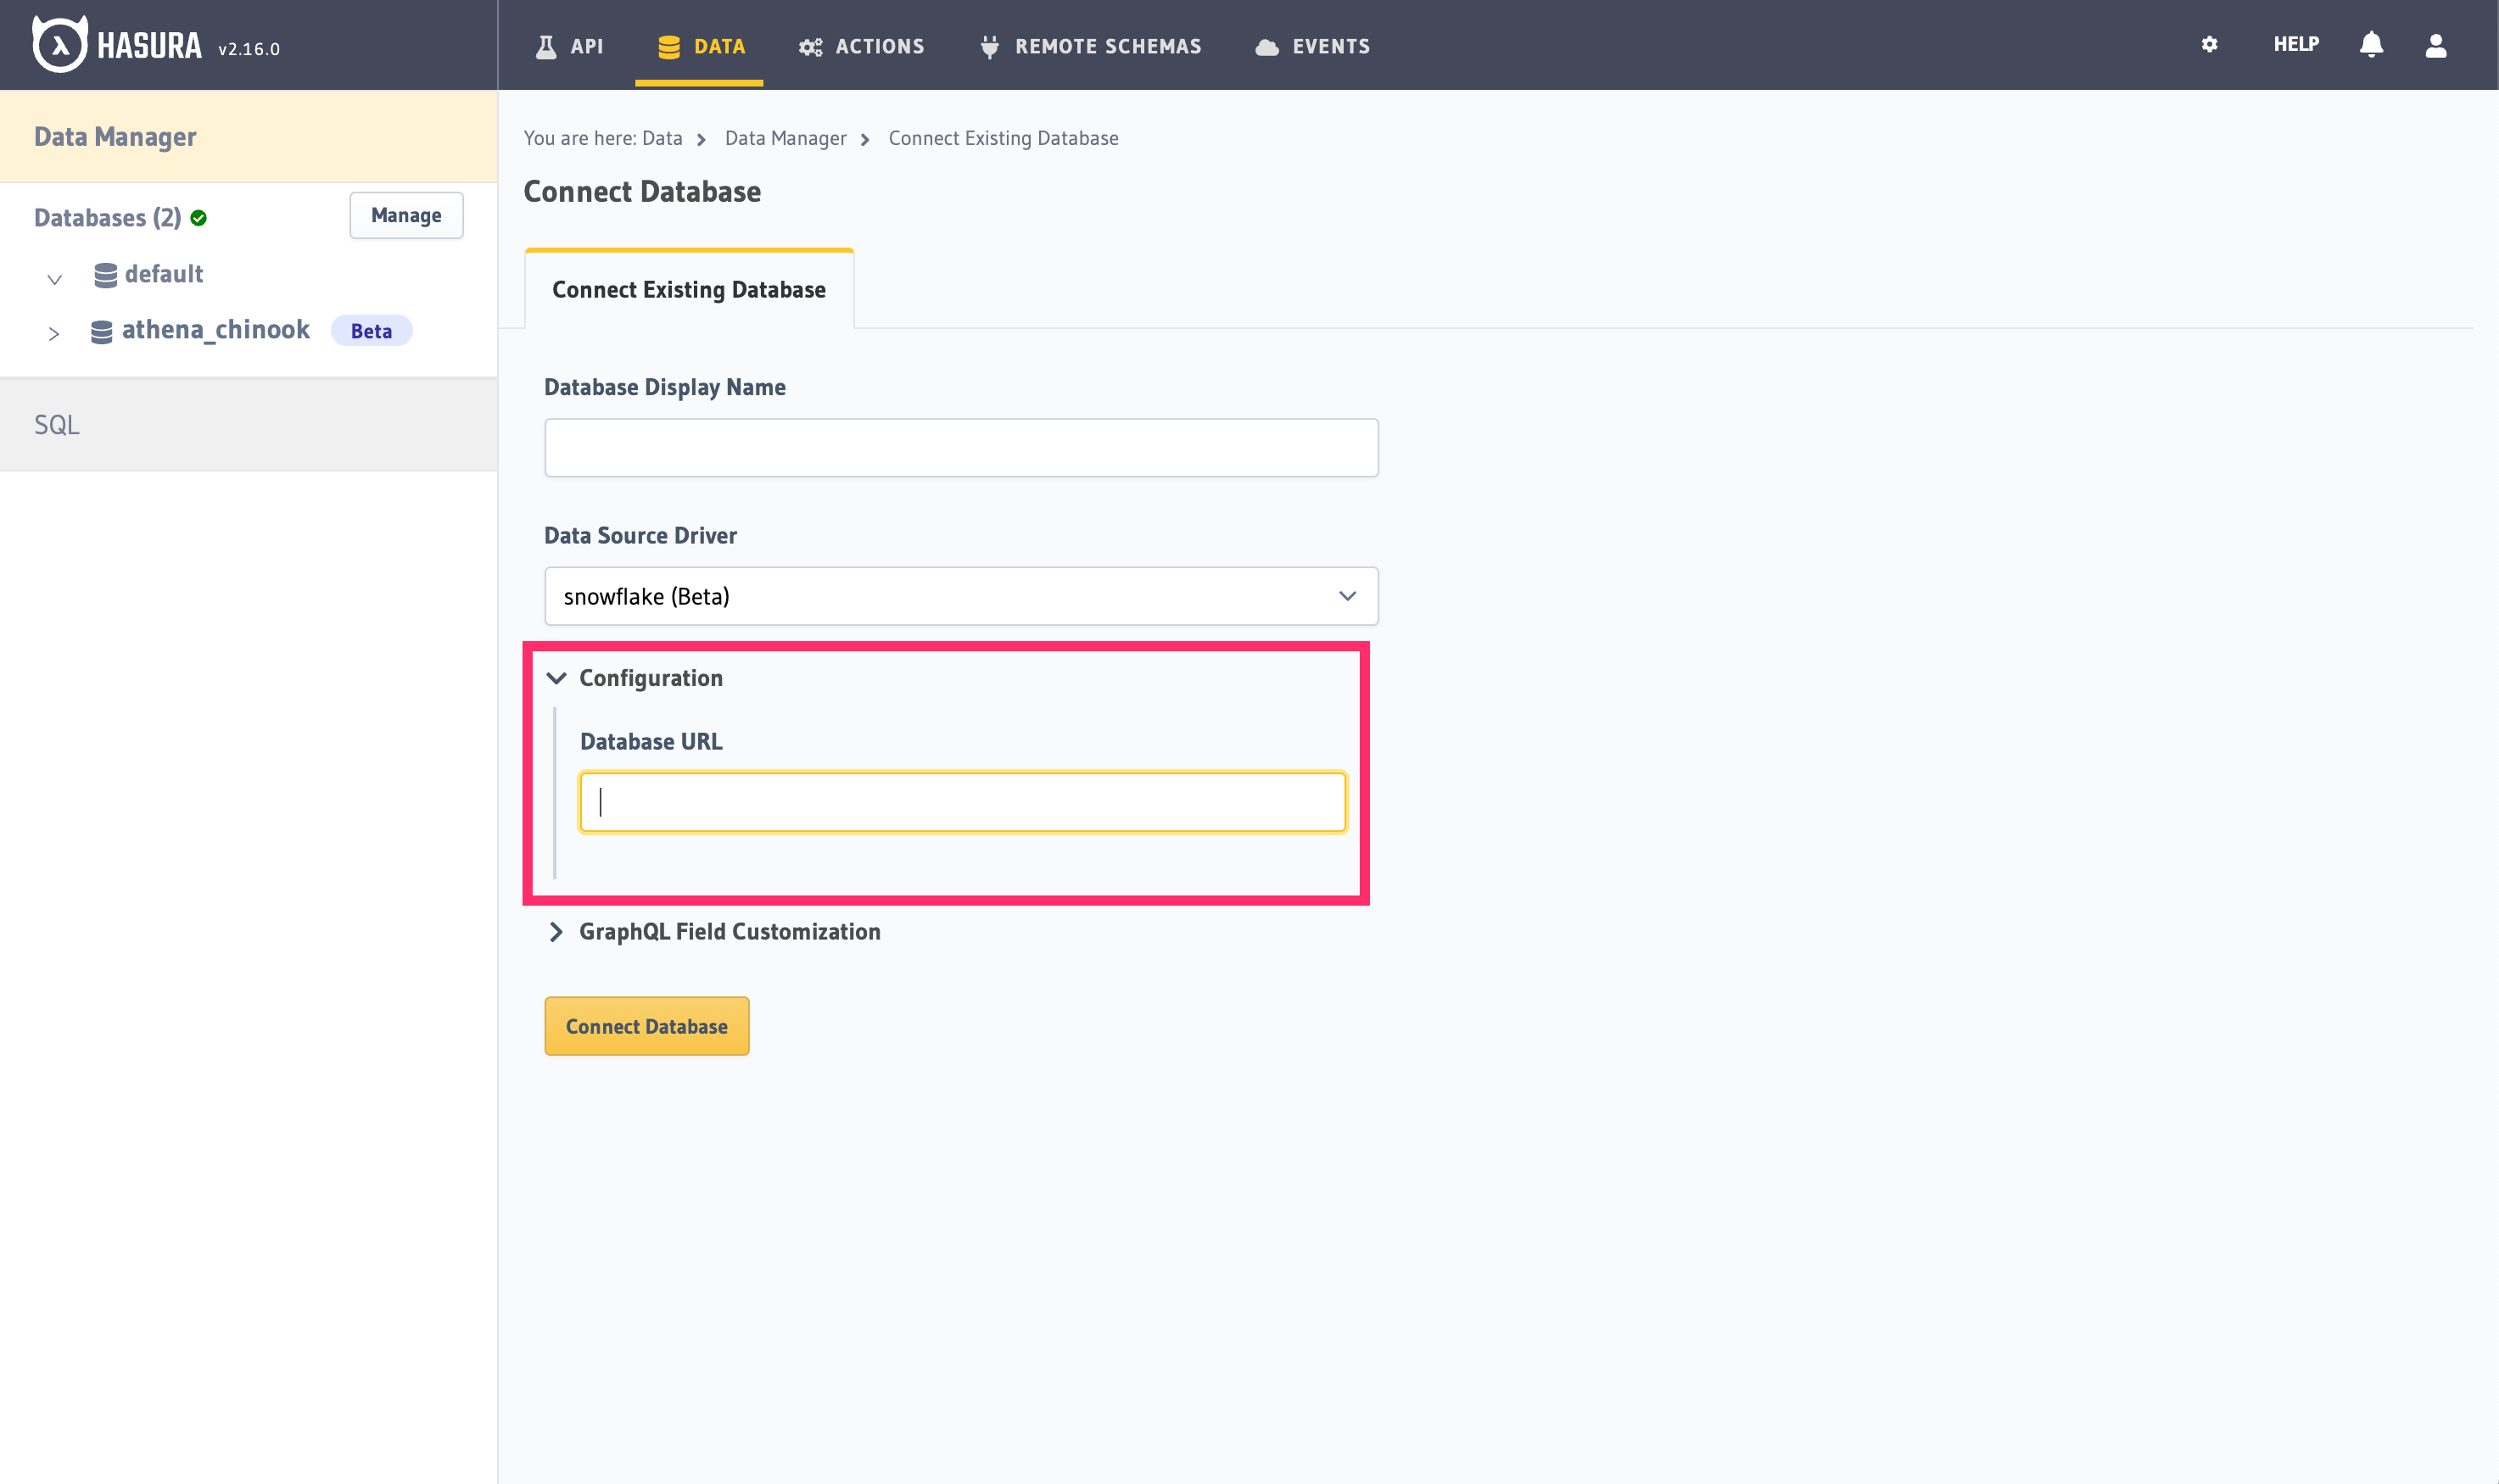 HASURA v2.16.0
API
DATA
ACTIONS
REMOTE SCHEMAS
EVENTS
HELP
Data Manager
Databases (2)
Manage
default
athena_chinook Beta
SQL
You are here: Data > Data Manager > Connect Existing Database
Connect Database
Connect Existing Database
Database Display Name
Data Source Driver
snowflake (Beta)
Configuration
Database URL
GraphQL Field Customization
Connect Database